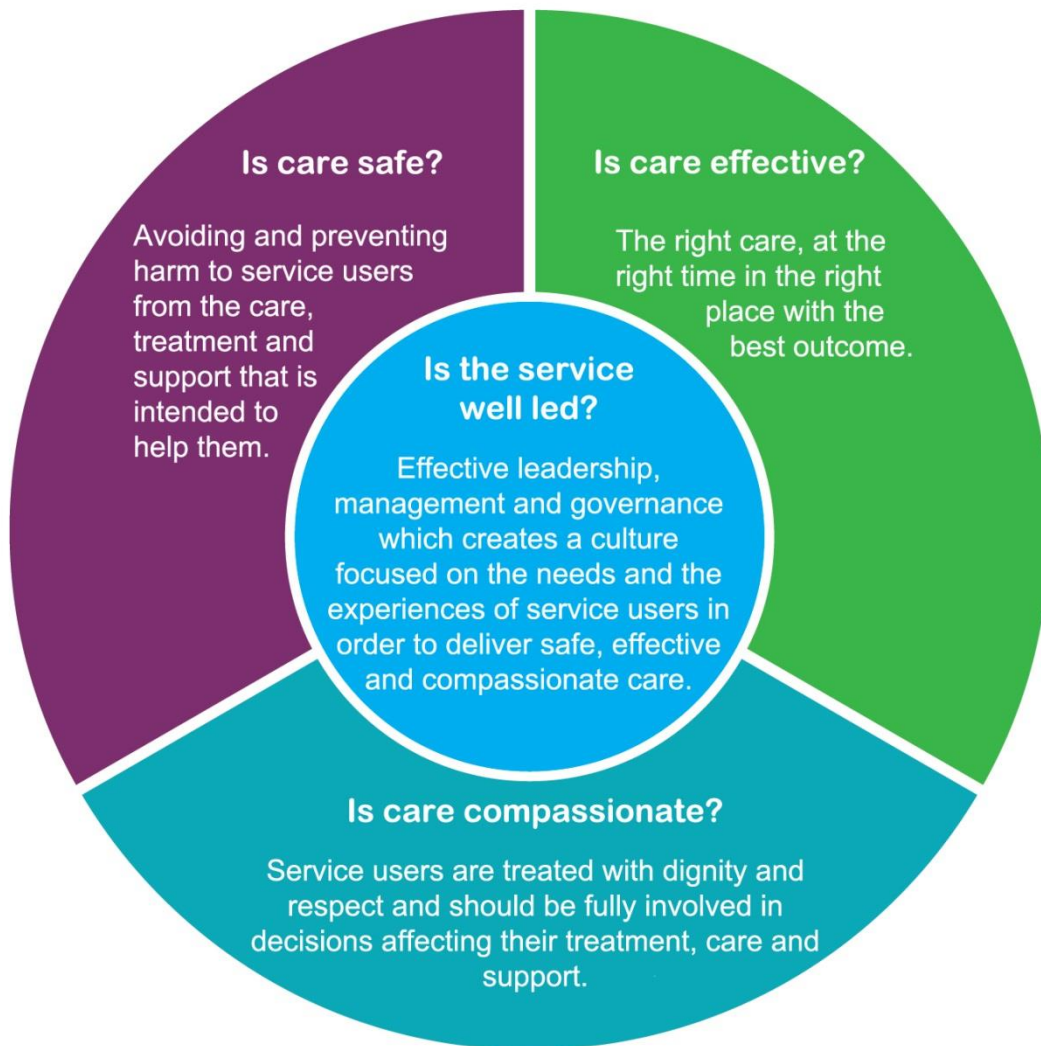 Is care safe?
Avoiding and preventing
harm to service users
from the care,
treatment and
support that is
intended to
help them.
Is care effective?
The right care, at the
right time in the right
place with the
best outcome.
Is the service
well led?
Effective leadership,
management and governance
which creates a culture
focused on the needs and the
experiences of service users in
order to deliver safe, effective
and compassionate care.
Is care compassionate?
Service users are treated with dignity and
respect and should be fully involved in
decisions affecting their treatment, care and
support.